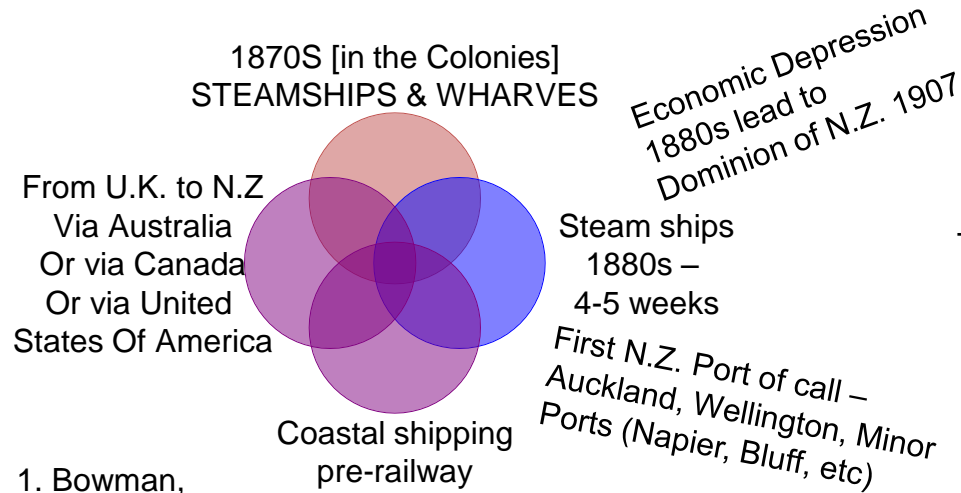 1870S [in the Colonies]
STEAMSHIPS & WHARVES
Economic Depression
1880s lead to
Dominion of N.Z. 1907
From U.K. to N.Z
Via Australia
Or via Canada
Or via United
States Of America
Steam ships
1880s –
4-5 weeks
First N.Z. Port of call –
Auckland, Wellington, Minor
Ports (Napier, Bluff, etc)
Coastal shipping
pre-railway
1. Bowman,